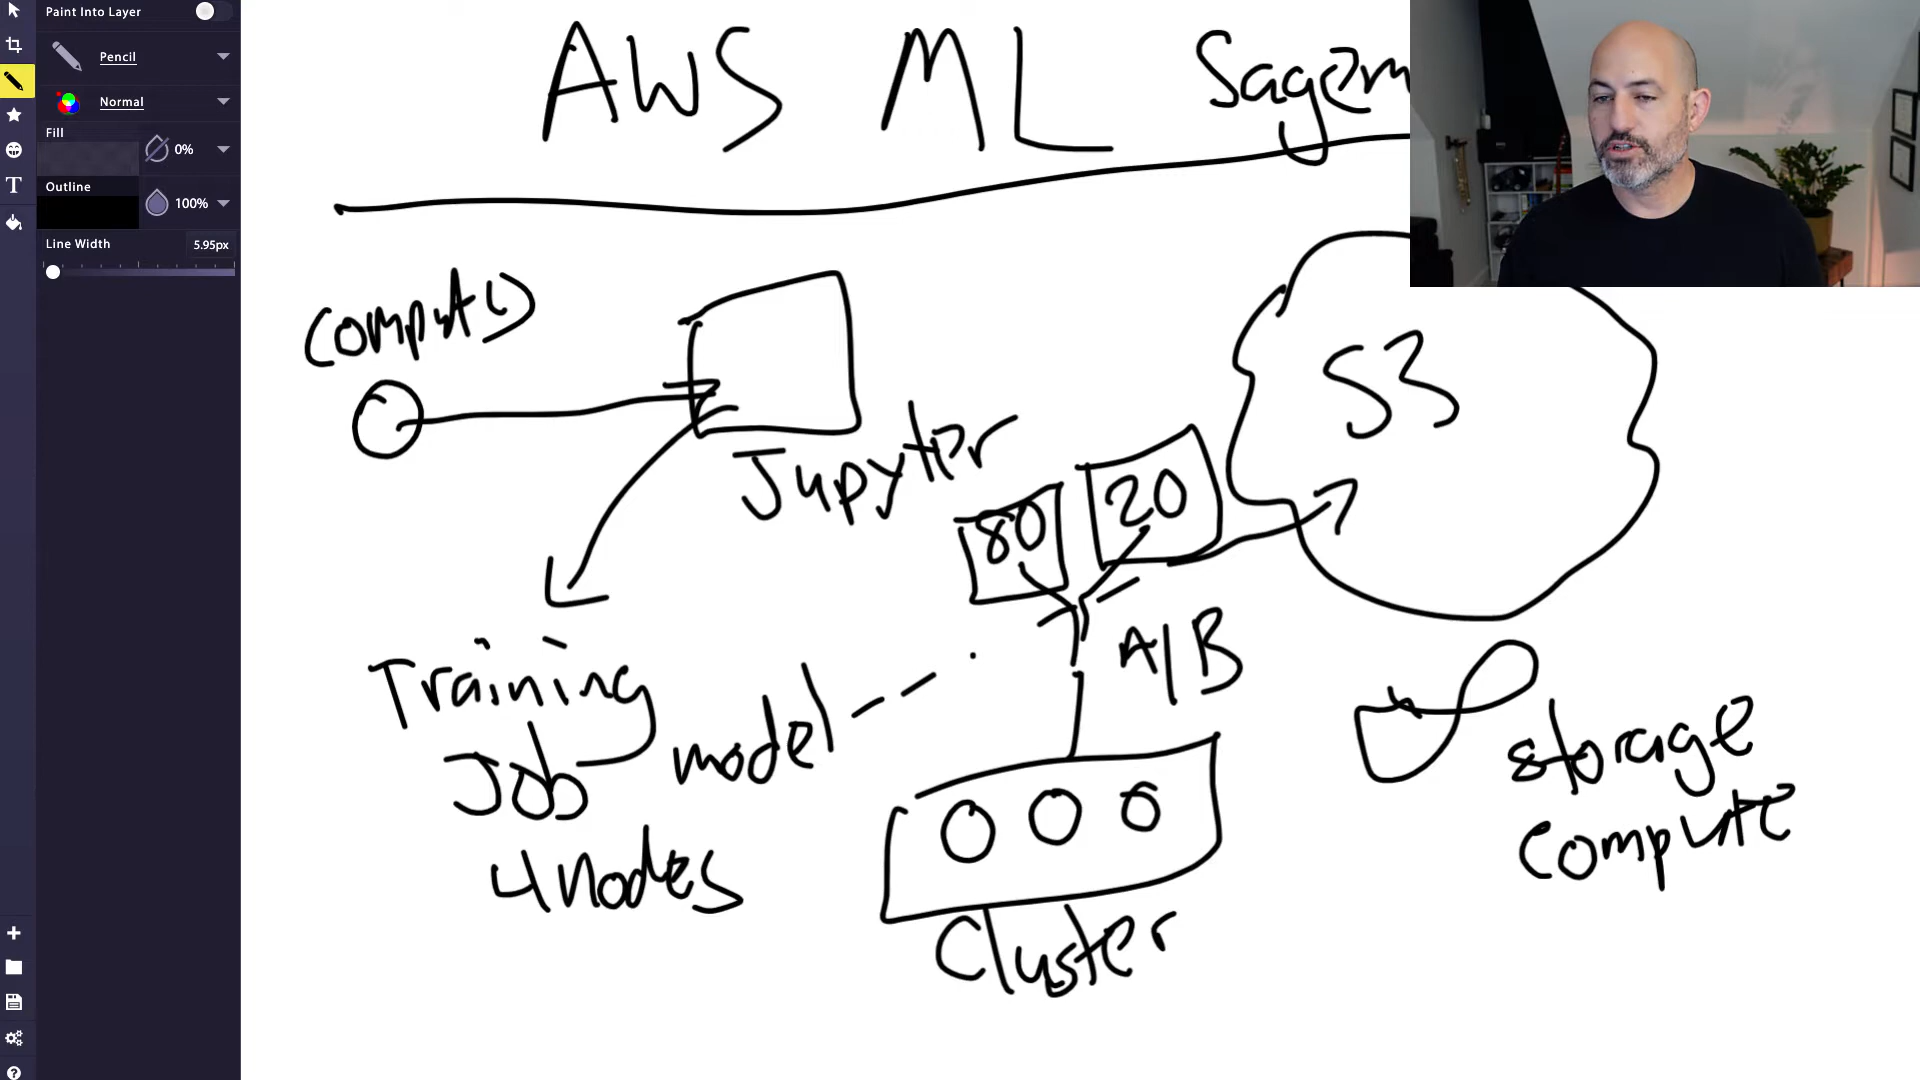 Paint Into Layer
Pencil
Normal
Fill
0%
Outline
100%
Line Width
5.95px
AWS ML Sagem
Jupyter
S3
80
20
A/B
Training
Job
4 nodes
model
Cluster
storage
compute